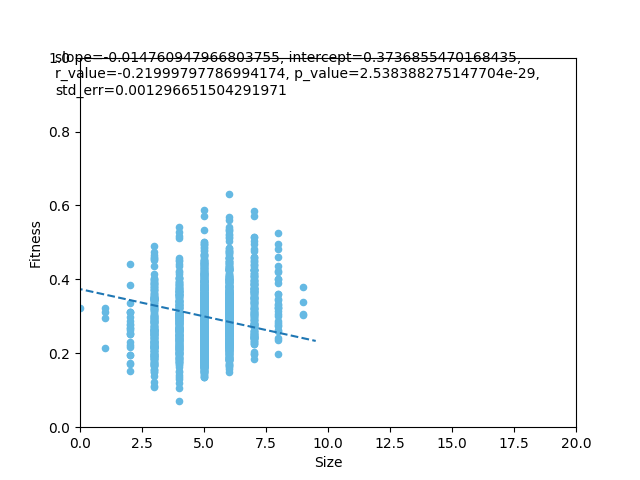 slope=-0.014760947966803755, intercept=0.3736855470168435,
r_value=-0.21999797786994174, p_value=2.538388275147704e-29,
std_err=0.001296651504291971
1.0
0.8
0.6
0.4
0.2
0.0
Fitness
0.0 2.5 5.0 7.5 10.0 12.5 15.0 17.5 20.0
Size